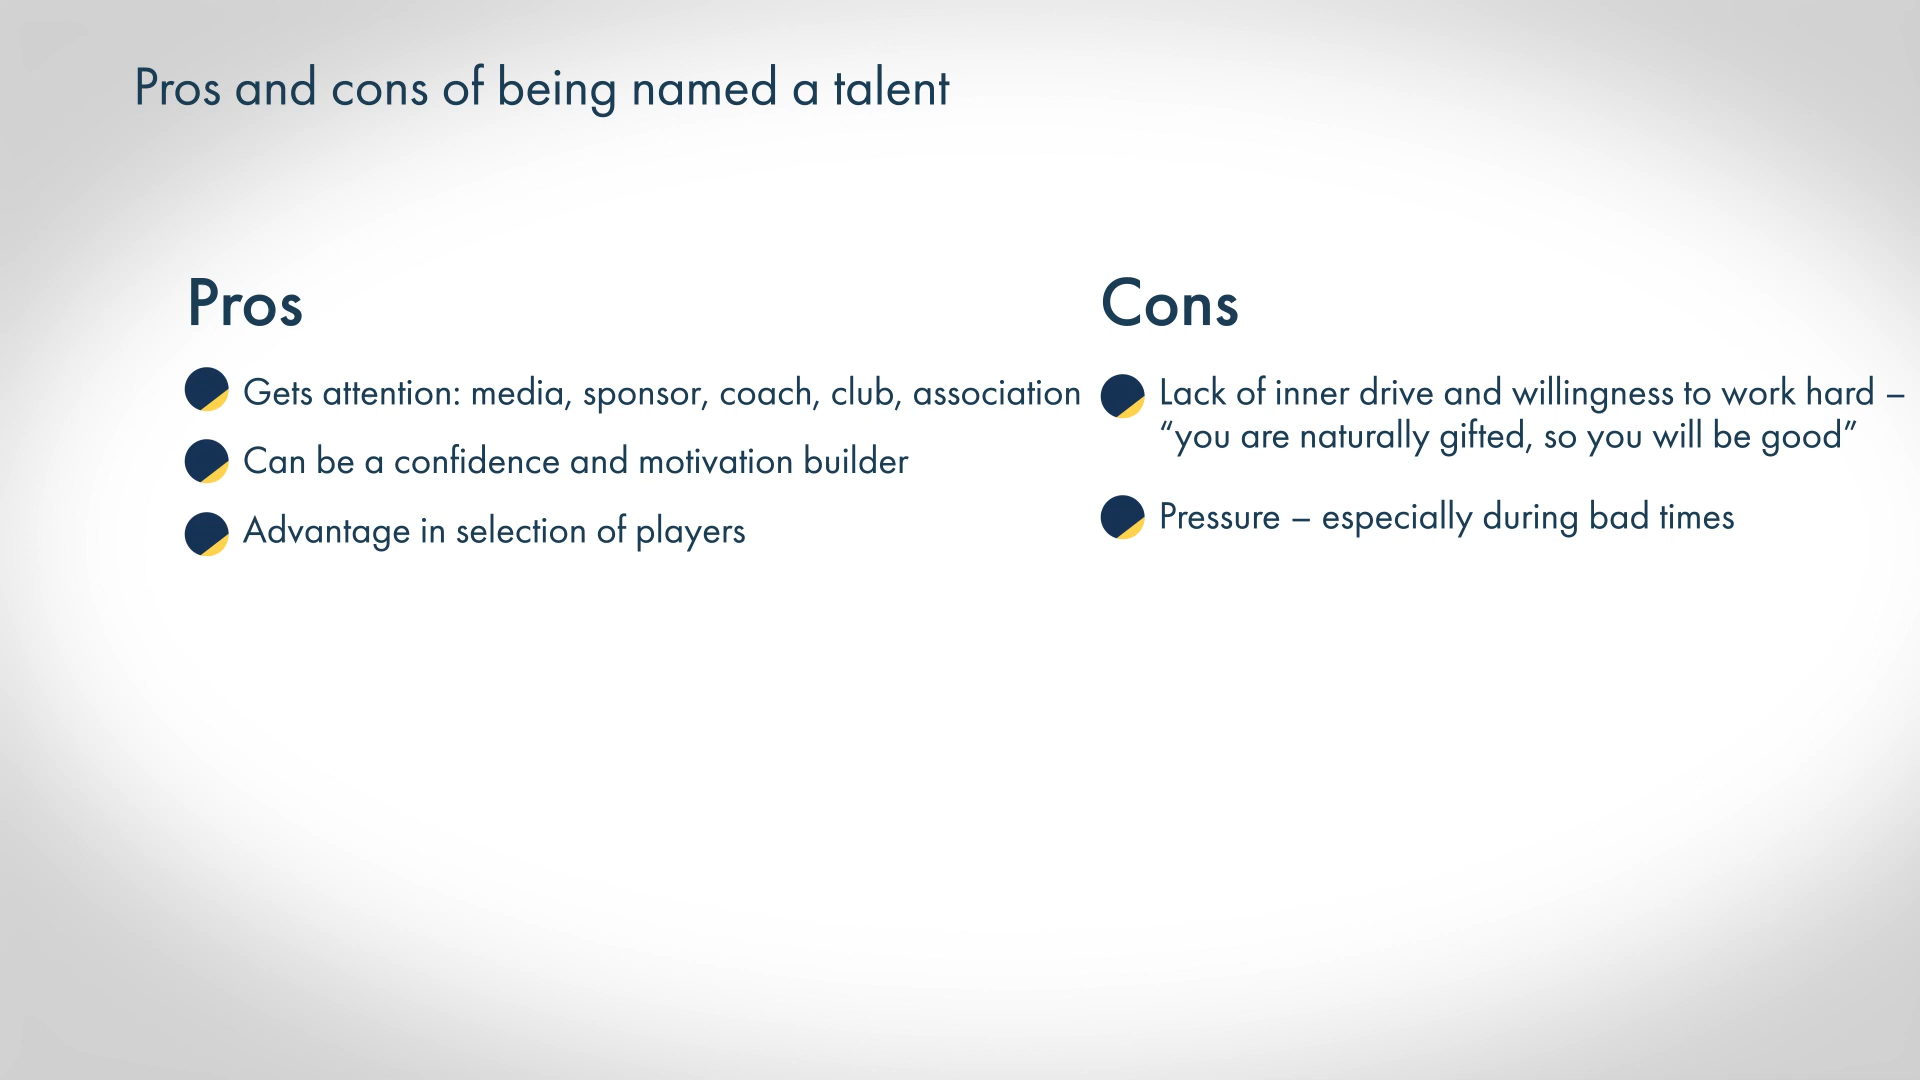 Pros and cons of being named a talent
Pros
Gets attention: media, sponsor, coach, club, association
Can be a confidence and motivation builder
Advantage in selection of players
Cons
Lack of inner drive and willingness to work hard –
“you are naturally gifted, so you will be good”
Pressure – especially during bad times